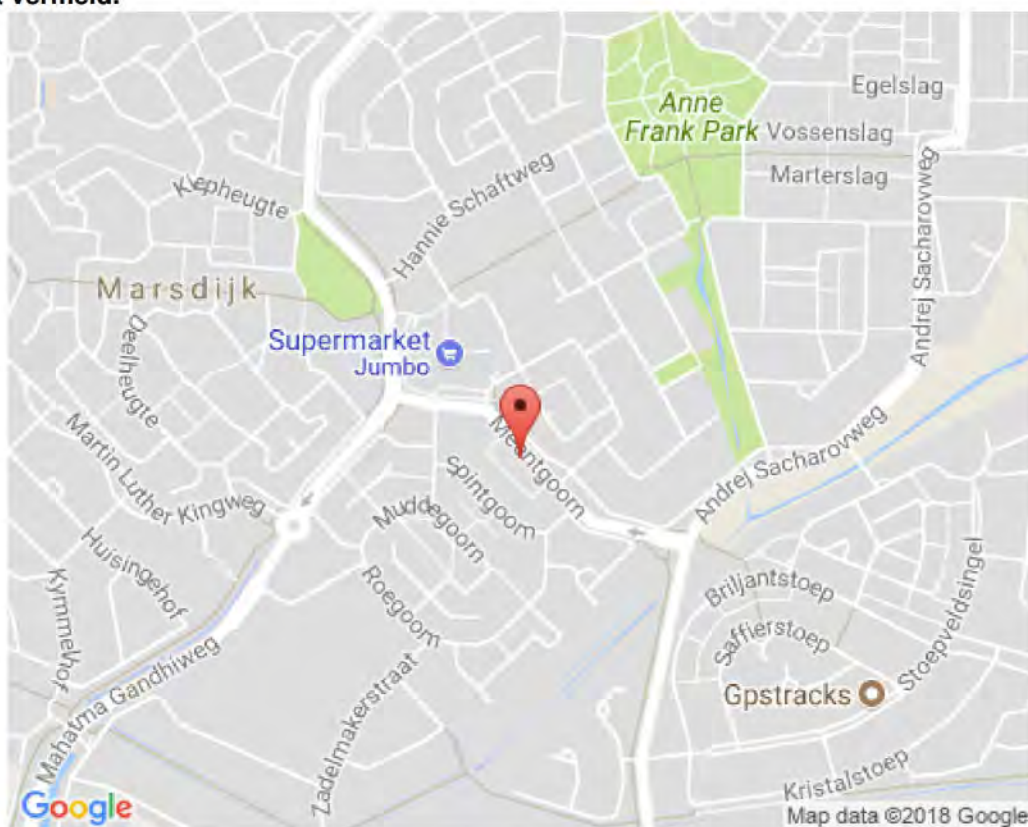 vermeld.
Egelslag
Anne
Frank Park
Vossenslag
Marterslag
Klepheugte
Hannie Schaftweg
Andrej Sacharovweg
Marsdijk
Deelheugte
Supermarket
Jumbo
Meentgoorn
Martin Luther Kingweg
Spintgoorn
Muddegoorn
Andrej Sacharovweg
Huisingehof
Kymmelhof
Roegoorn
Briljantstoep
Saffierstoep
Stoepveldsingel
Mahatma Gandhiweg
Zadelmakerstraat
Gpstracks
Kristalstoep
Google
Map data ©2018 Google